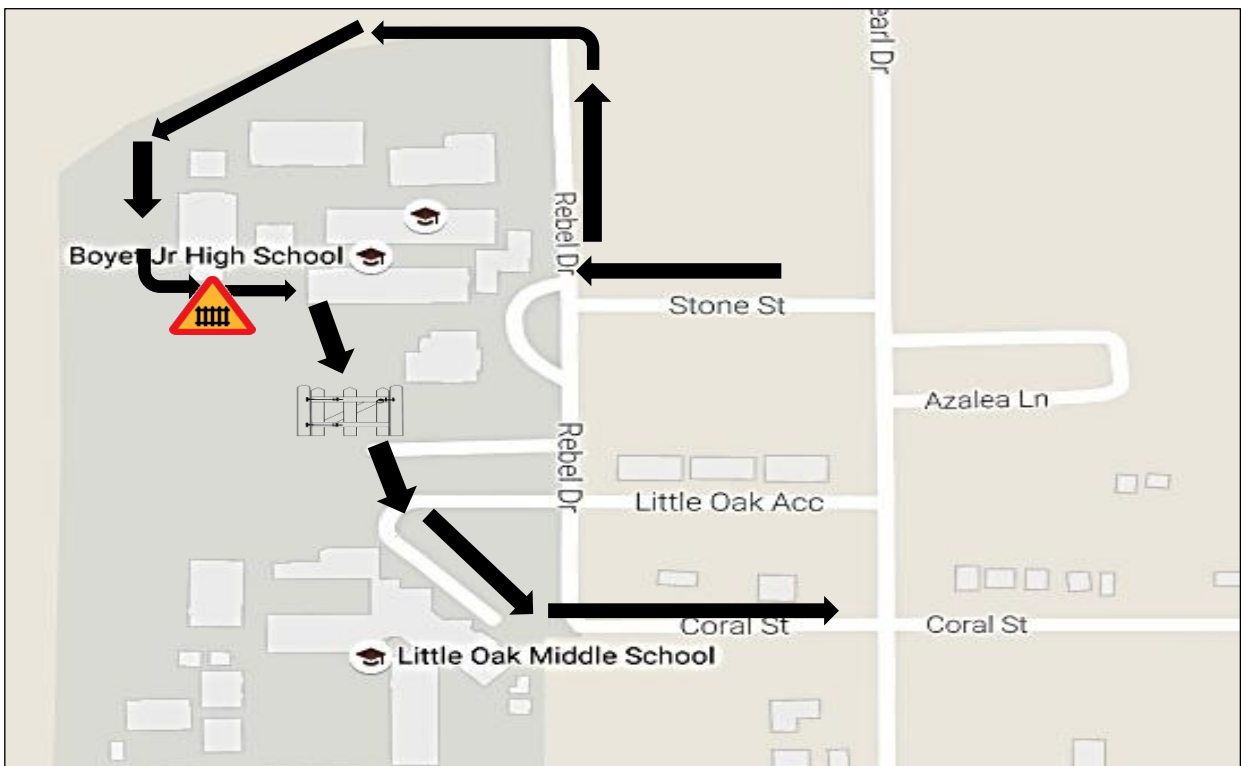 earl Dr
Rebel Dr
Boyet Jr High School
Stone St
Azalea Ln
Rebel Dr
Little Oak Acc
Coral St
Coral St
Little Oak Middle School